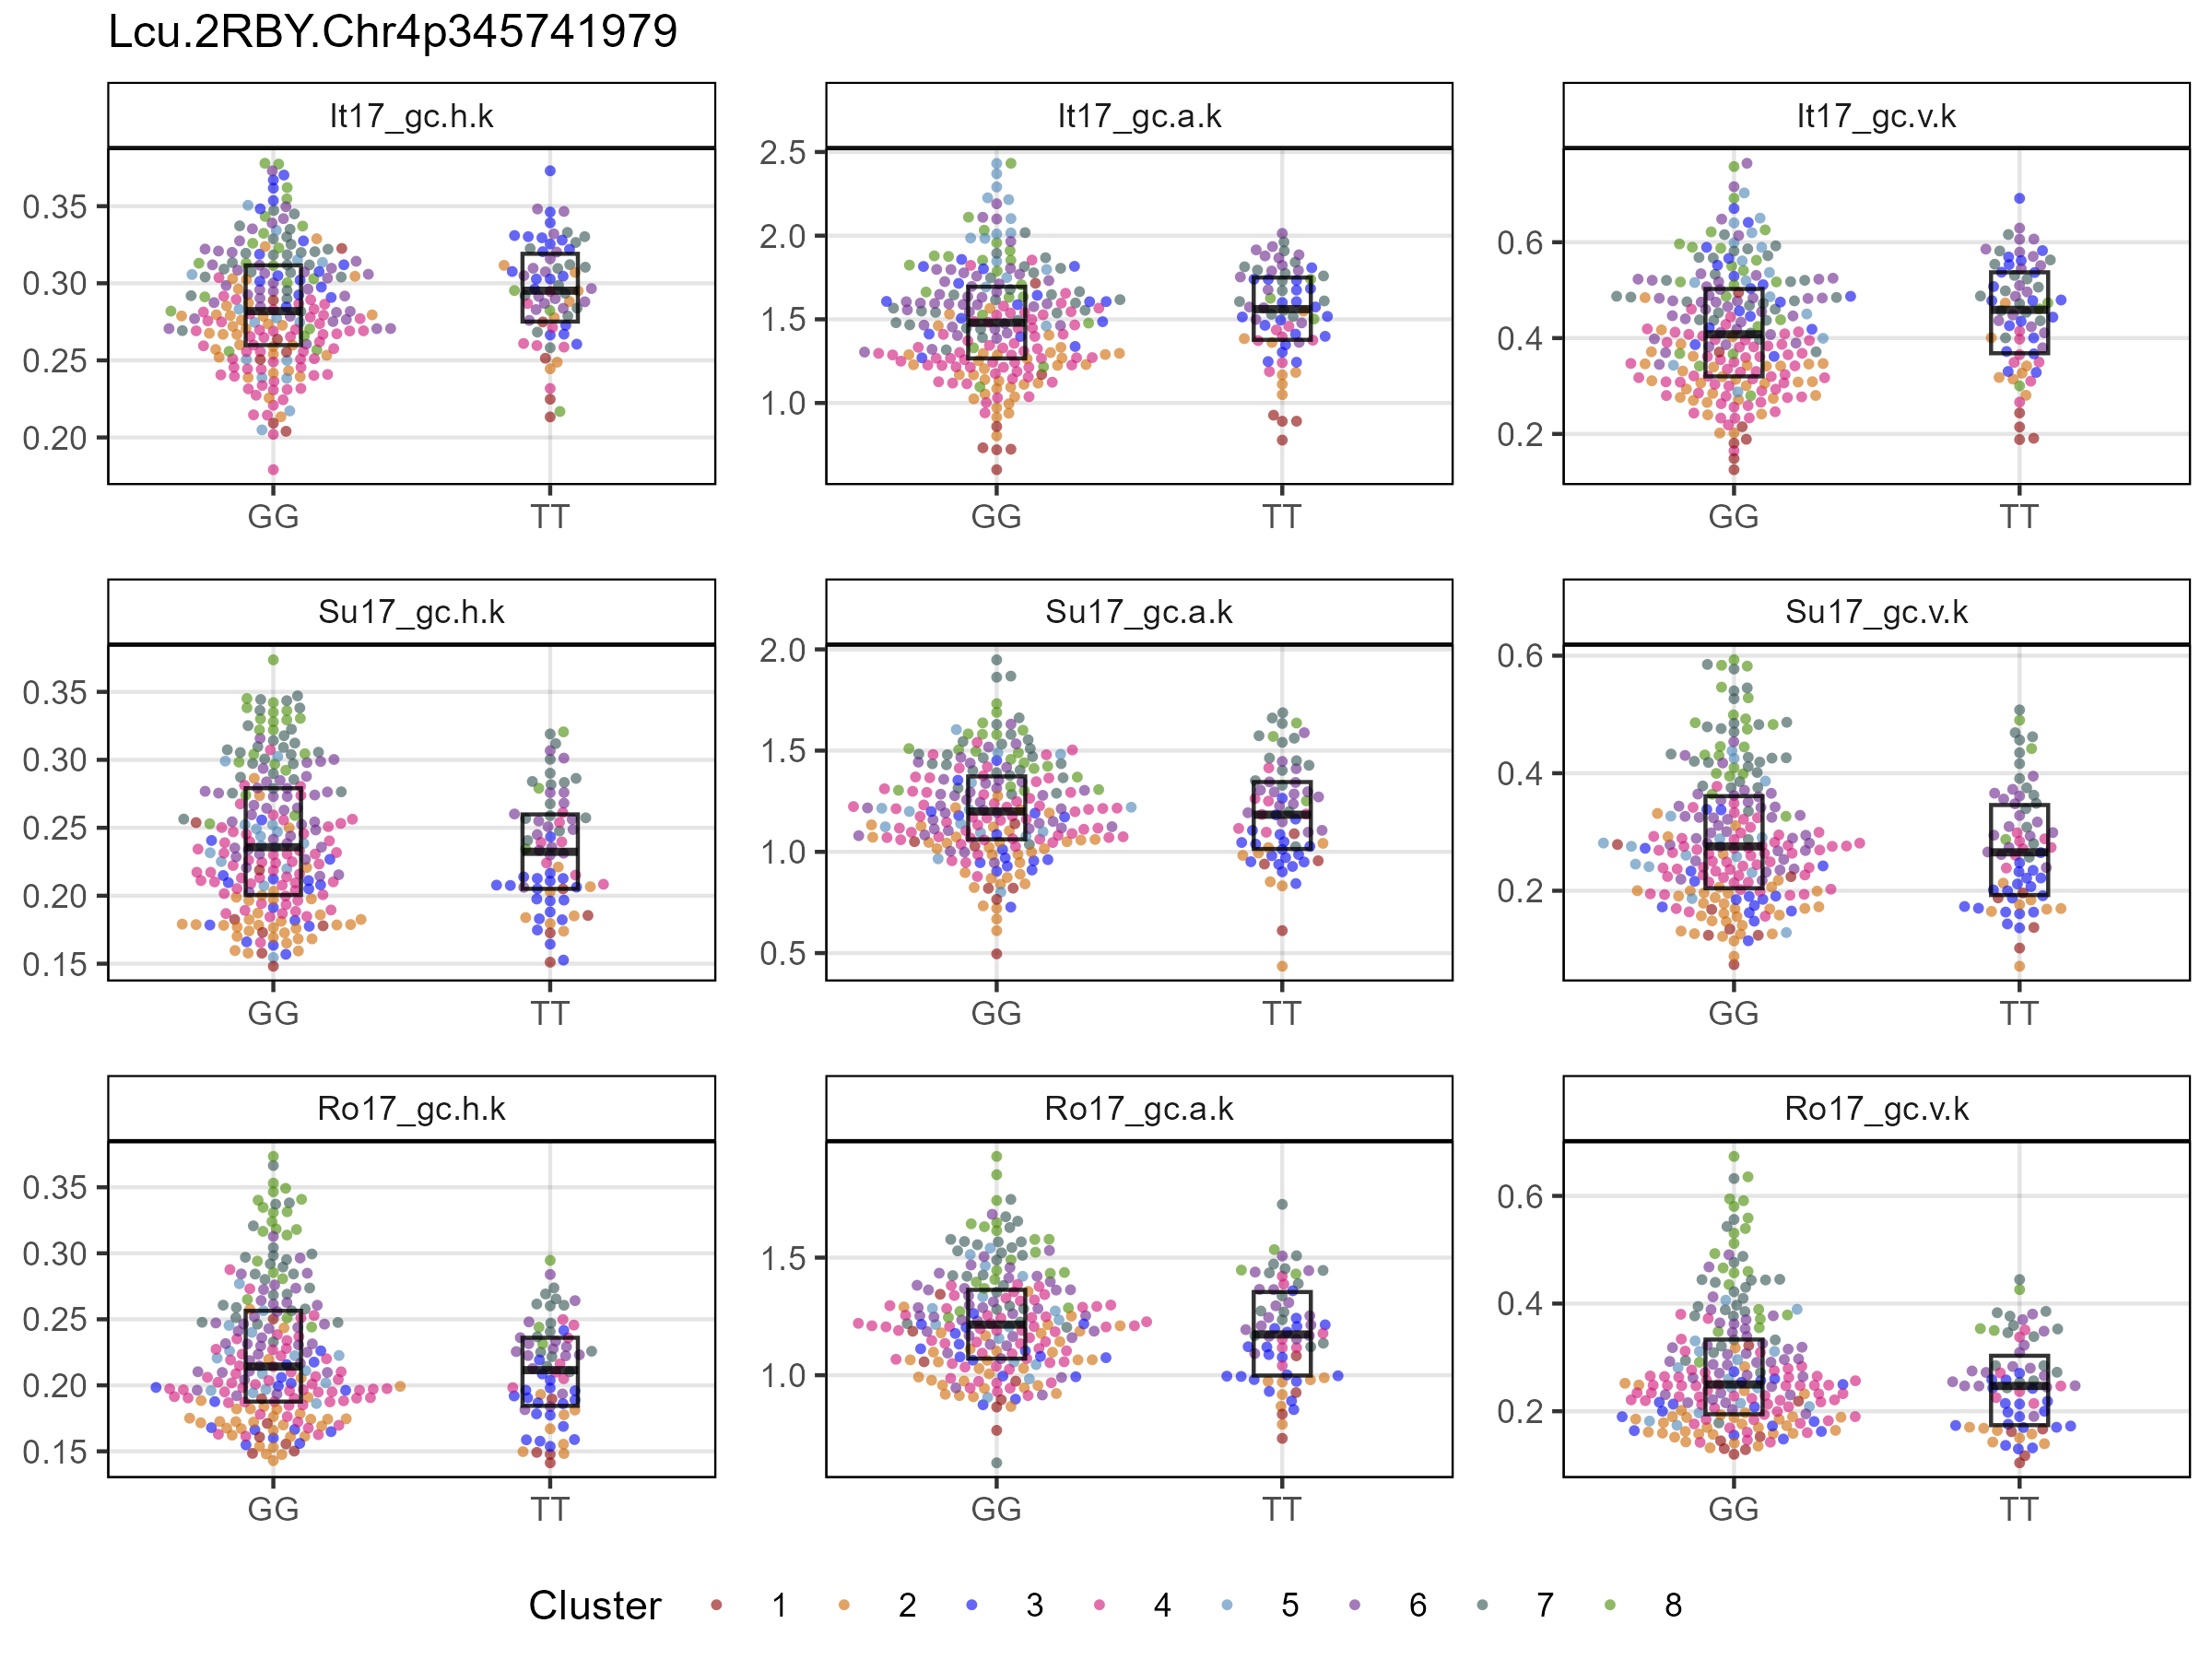 Lcu.2RBY.Chr4p345741979
It17_gc.h.k
It17_gc.a.k
It17_gc.v.k
0.35
0.30
0.25
0.20
GG
TT
2.5
2.0
1.5
1.0
GG
TT
0.6
0.4
0.2
GG
TT
Su17_gc.h.k
Su17_gc.a.k
Su17_gc.v.k
0.35
0.30
0.25
0.20
0.15
GG
TT
2.0
1.5
1.0
0.5
GG
TT
0.6
0.4
0.2
GG
TT
Ro17_gc.h.k
Ro17_gc.a.k
Ro17_gc.v.k
0.35
0.30
0.25
0.20
0.15
GG
TT
1.5
1.0
GG
TT
0.6
0.4
0.2
GG
TT
Cluster 1 2 3 4 5 6 7 8